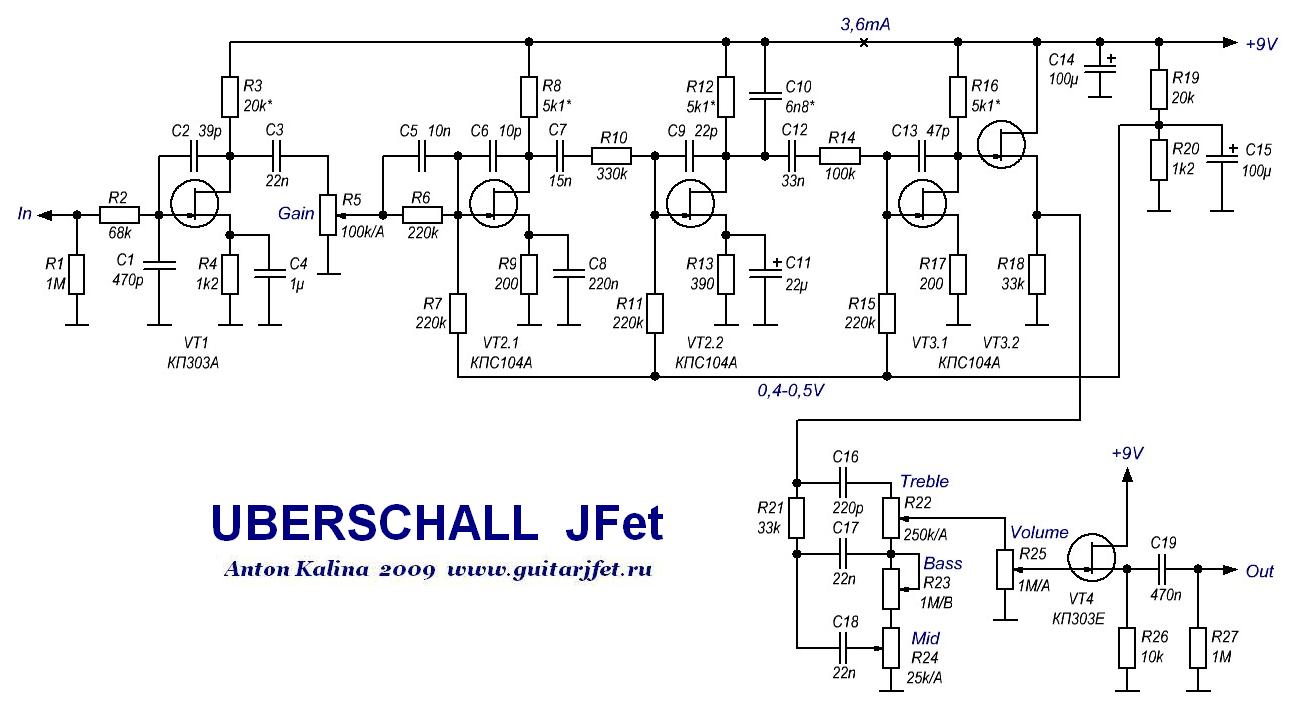 3,6mA
+9V
C14
100µ
R3
20k*
R8
5k1*
R12
5k1*
C10
6n8*
R16
5k1*
R19
20k
C2 39p
C3
22n
C5 10n
C6 10p
C7
15n
R10
330k
C9 22p
C12
33n
R14
100k
C13 47p
R20
1k2
C15
100µ
In
R2
68k
Gain
R5
100k/A
R6
220k
R1
1M
C1
470p
R4
1k2
C4
1µ
R7
220k
R9
200
C8
220n
R11
220k
R13
390
C11
22µ
R15
220k
R17
200
R18
33k
VT1
КП303А
VT2.1
КПС104А
VT2.2
КПС104А
VT3.1
VT3.2
КПС104А
0,4-0,5V
C16
220p
Treble
R22
250k/A
R21
33k
C17
22n
Bass
R23
1M/B
C18
22n
Mid
R24
25k/A
Volume
R25
1M/A
+9V
VT4
КП303Е
C19
470n
Out
R26
10k
R27
1M
UBERSCHALL JFet
Anton Kalina 2009 www.guitarjfet.ru